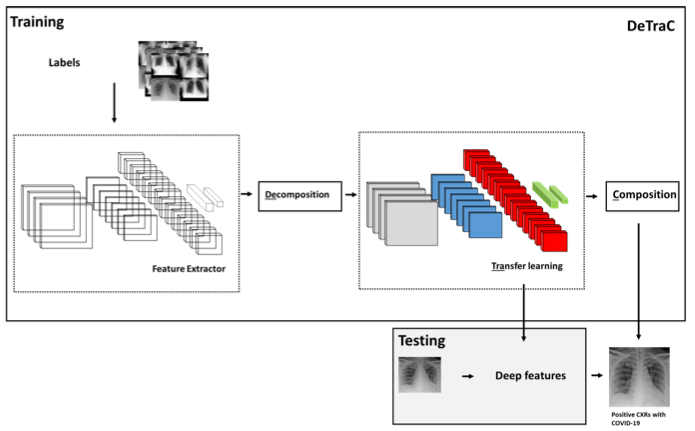 Training
DeTraC
Labels
Feature Extractor
Decomposition
Transfer learning
Composition
Testing
Deep features
Positive CXRs with
COVID-19